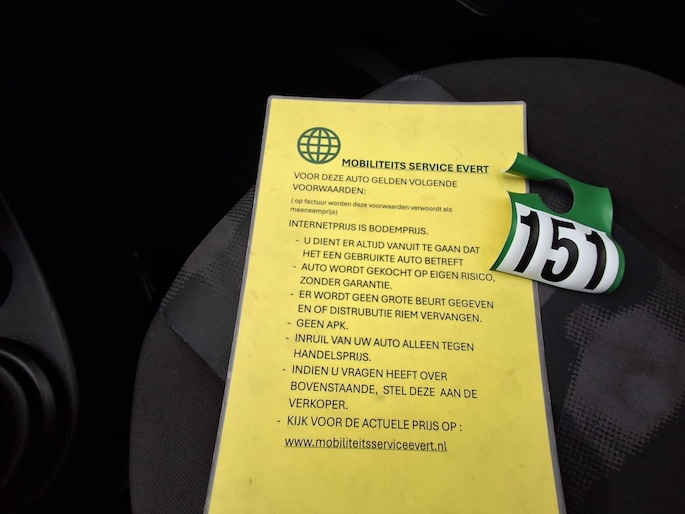 MOBILITEITS SERVICE EVERT
VOOR DEZE AUTO GELDEN VOLGENDE
VOORWAARDEN:
( op factuur worden deze voorwaarden verwoordt als
meeneemprijs)
INTERNETPRIJS IS BODEMPRIJS.
- U DIENT ER ALTIJD VANUIT TE GAAN DAT
HET EEN GEBRUIKTE AUTO BETREFT
- AUTO WORDT GEKOCHT OP EIGEN RISICO,
ZONDER GARANTIE.
- ER WORDT GEEN GROTE BEURT GEGEVEN
EN OF DISTRUBUTIE RIEM VERVANGEN.
- GEEN APK.
- INRUIL VAN UW AUTO ALLEEN TEGEN
HANDELSPRIJS.
- INDIEN U VRAGEN HEEFT OVER
BOVENSTAANDE, STEL DEZE AAN DE
VERKOPER.
- KIJK VOOR DE ACTUELE PRIJS OP :
www.mobiliteitsserviceevert.nl
151